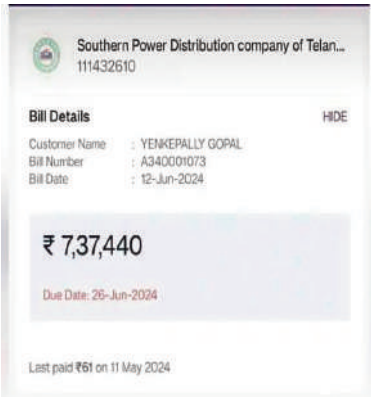 Southern Power Distribution company of Telan...
111432610
Bill Details HIDE
Customer Name : YENKEPALLY GOPAL
Bill Number : A340001073
Bill Date : 12-Jun-2024
₹ 7,37,440
Due Date: 26-Jun-2024
Last paid ₹61 on 11 May 2024